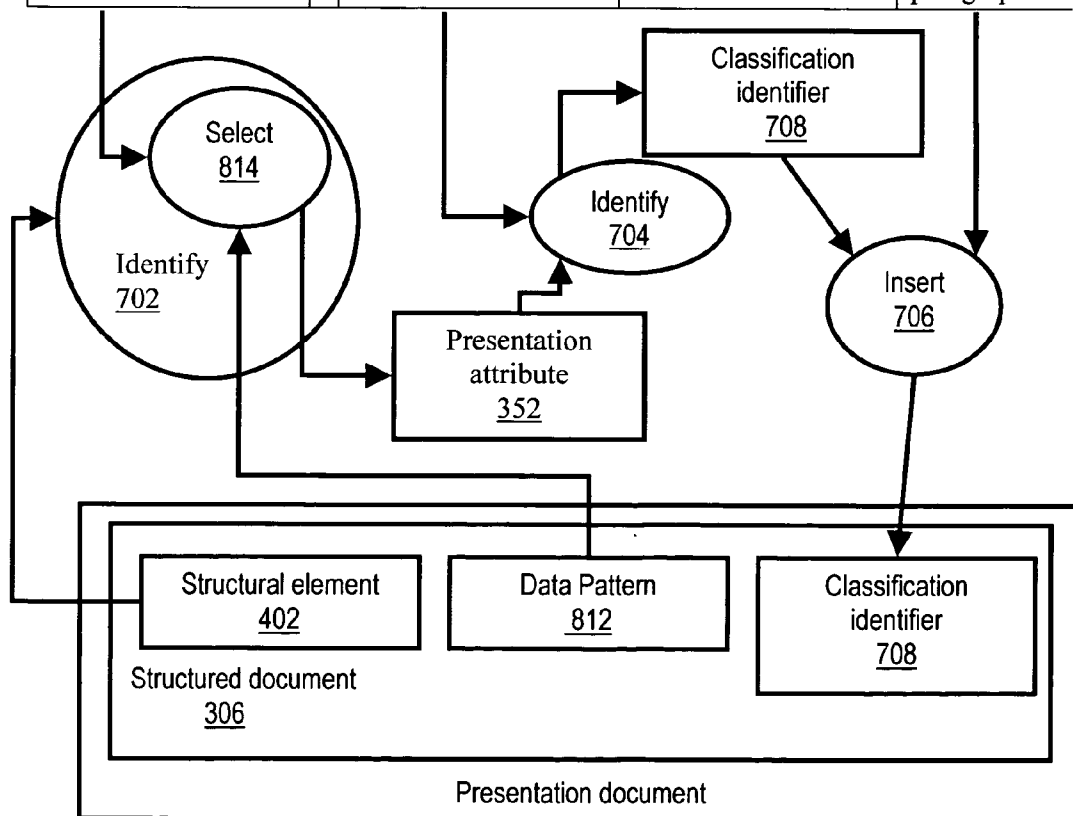 Classification
identifier
708
Select
814
Identify
704
Identify
702
Insert
706
Presentation
attribute
352
Structural element
402
Data Pattern
812
Classification
identifier
708
Structured document
306
Presentation document